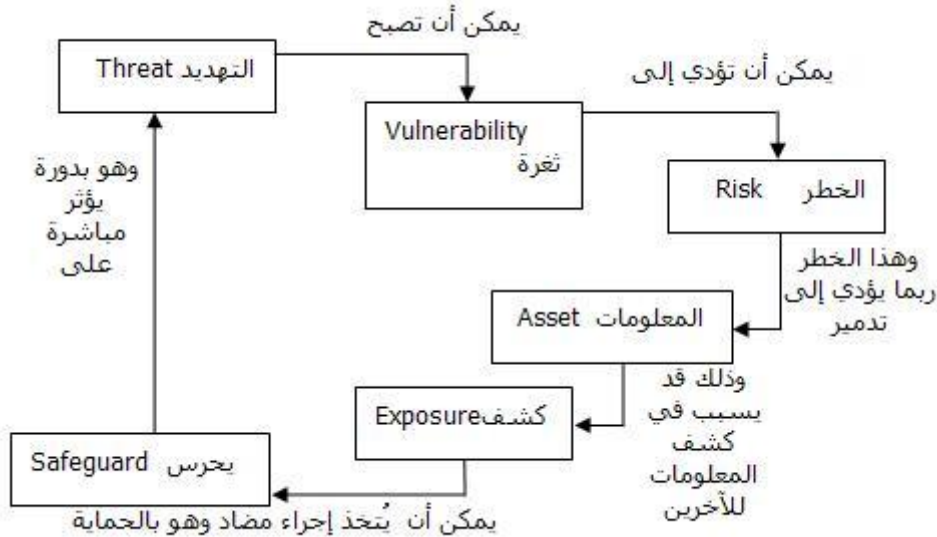 يمكن أن تصبح
التهديد Threat
يمكن أن تؤدي إلى
Vulnerability
ثغرة
الخطر Risk
وهو بدورة
يؤثر
مباشرة
على
وهذا الخطر
ربما يؤدي إلى
تدمير
المعلومات Asset
وذلك قد
يسبب في
كشف
المعلومات
للآخرين
كشفExposure
يحرس Safeguard
يمكن أن يُتخذ إجراء مضاد وهو بالحماية